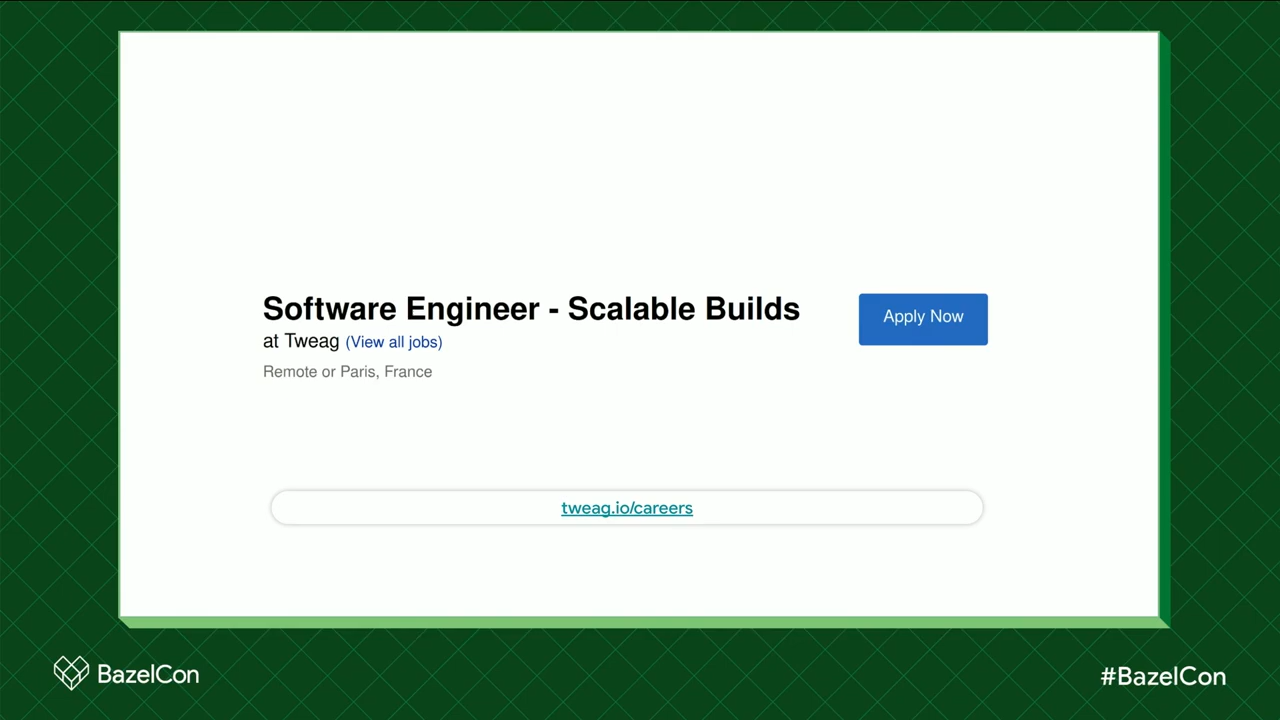 Software Engineer - Scalable Builds
Apply Now
at Tweag (View all jobs)
Remote or Paris, France
tweag.io/careers
BazelCon
#BazelCon